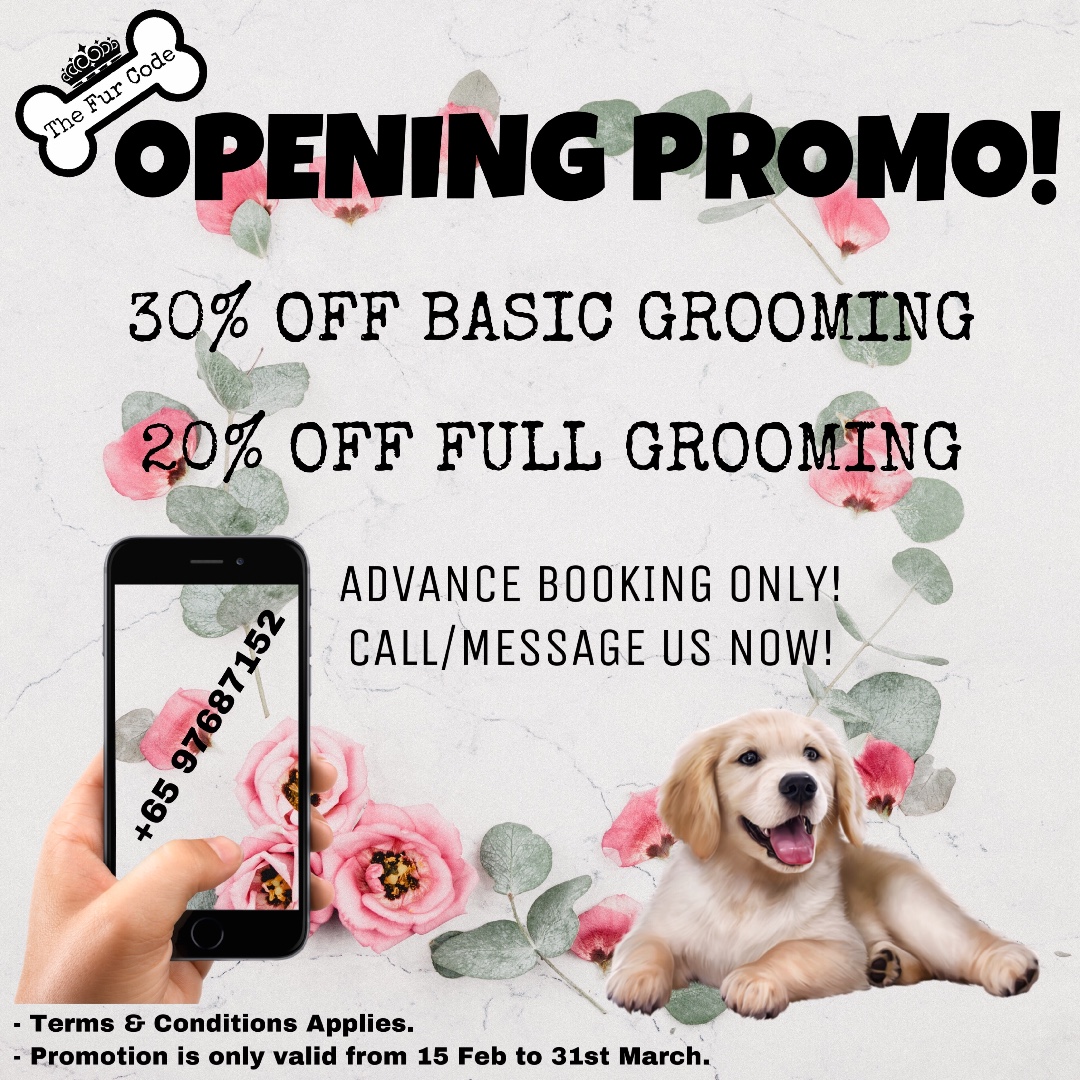 The Fur Code
OPENING PROMO!
30% OFF BASIC GROOMING
20% OFF FULL GROOMING
ADVANCE BOOKING ONLY!
CALL/MESSAGE US NOW!
+65 97687152
- Terms & Conditions Applies.
- Promotion is only valid from 15 Feb to 31st March.